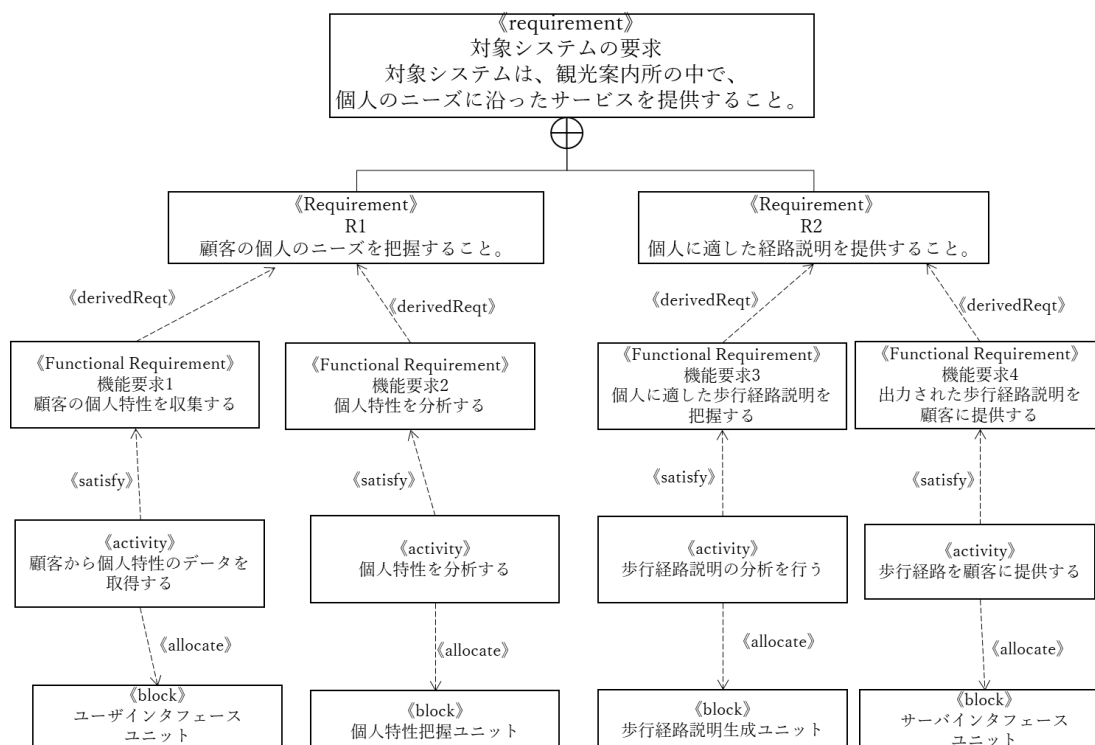 《requirement》
対象システムの要求
対象システムは、観光案内所の中で、
個人のニーズに沿ったサービスを提供すること。
《Requirement》
R1
顧客の個人のニーズを把握すること。
《Requirement》
R2
個人に適した経路説明を提供すること。
《derivedReqt》
《derivedReqt》
《derivedReqt》
《derivedReqt》
《Functional Requirement》
機能要求1
顧客の個人特性を収集する
《Functional Requirement》
機能要求2
個人特性を分析する
《Functional Requirement》
機能要求3
個人に適した歩行経路説明を
把握する
《Functional Requirement》
機能要求4
出力された歩行経路説明を
顧客に提供する
《satisfy》
《satisfy》
《satisfy》
《satisfy》
《activity》
顧客から個人特性のデータを
取得する
《activity》
個人特性を分析する
《activity》
歩行経路説明の分析を行う
《activity》
歩行経路を顧客に提供する
《allocate》
《allocate》
《allocate》
《allocate》
《block》
ユーザインタフェース
ユニット
《block》
個人特性把握ユニット
《block》
歩行経路説明生成ユニット
《block》
サーバインタフェース
ユニット